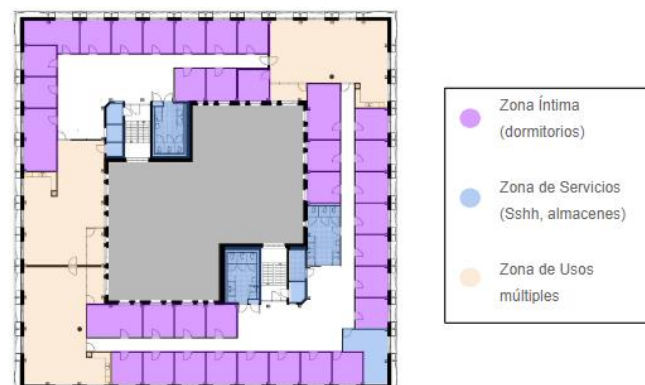 Zona Íntima
(dormitorios)
Zona de Servicios
(Sshh, almacenes)
Zona de Usos
múltiples